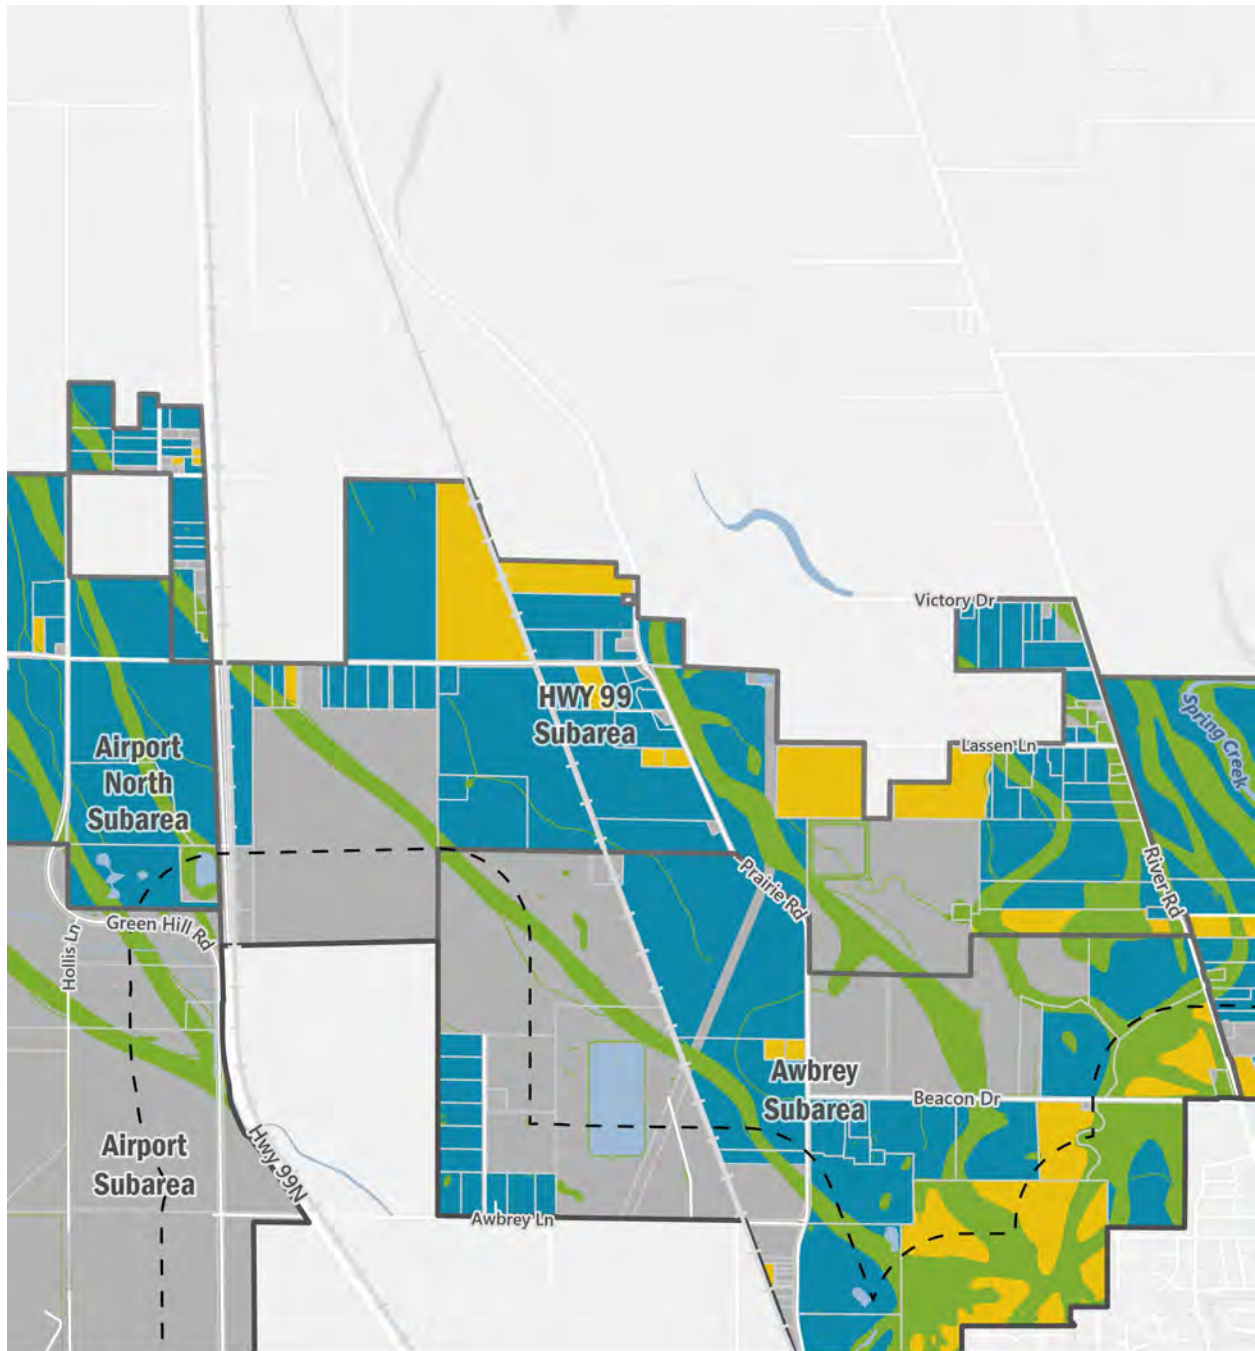 Victory Dr
Spring Creek
HWY 99
Subarea
Lassen Ln
Airport
North
Subarea
River Rd
Prairie Rd
Green Hill Rd
Hollis Ln
Awbrey
Subarea
Beacon Dr
Airport
Subarea
Hwy 99N
Awbrey Ln